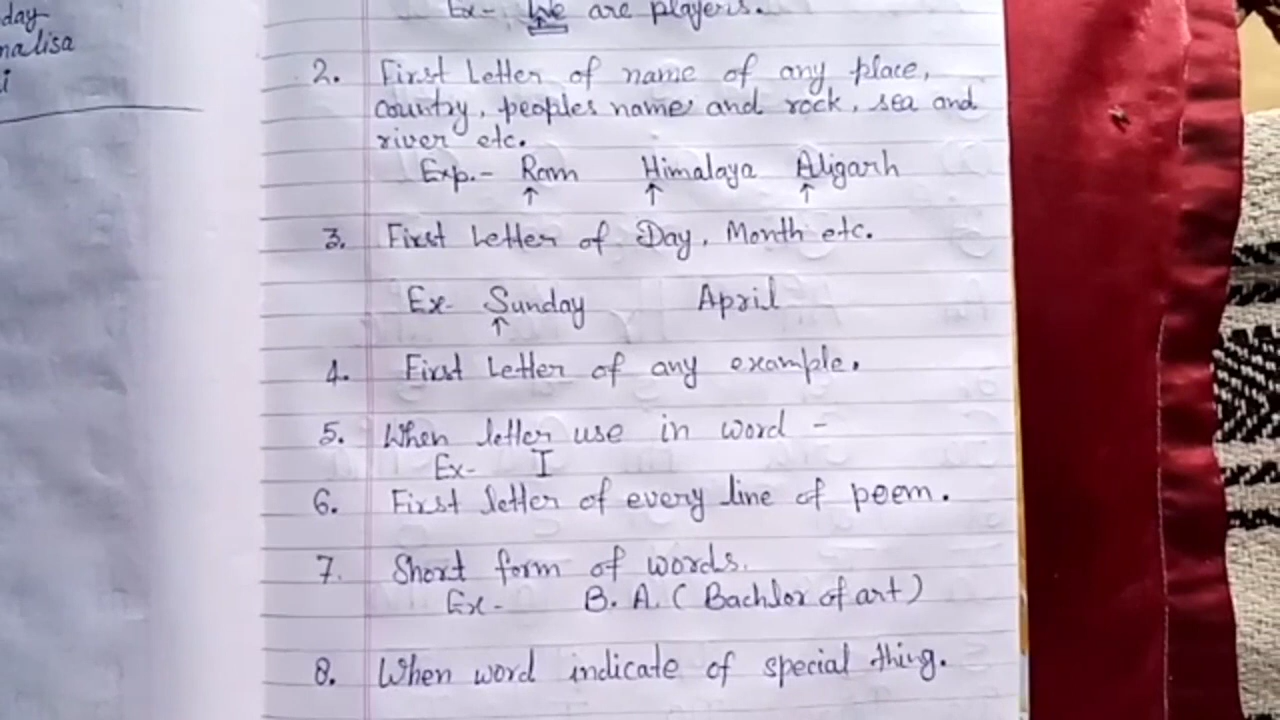 day
nalisa
i
Ex- We are players.
2. First Letter of name of any place,
country, peoples name and rock, sea and
river etc.
Exp.- Ram Himalaya Aligarh
3. First Letter of Day, Month etc.
Ex- Sunday April
4. First Letter of any example.
5. When letter use in word -
Ex- I
6. First letter of every line of poem.
7. Short form of words.
Ex- B. A. ( Bachlor of art )
8. When word indicate of special thing.